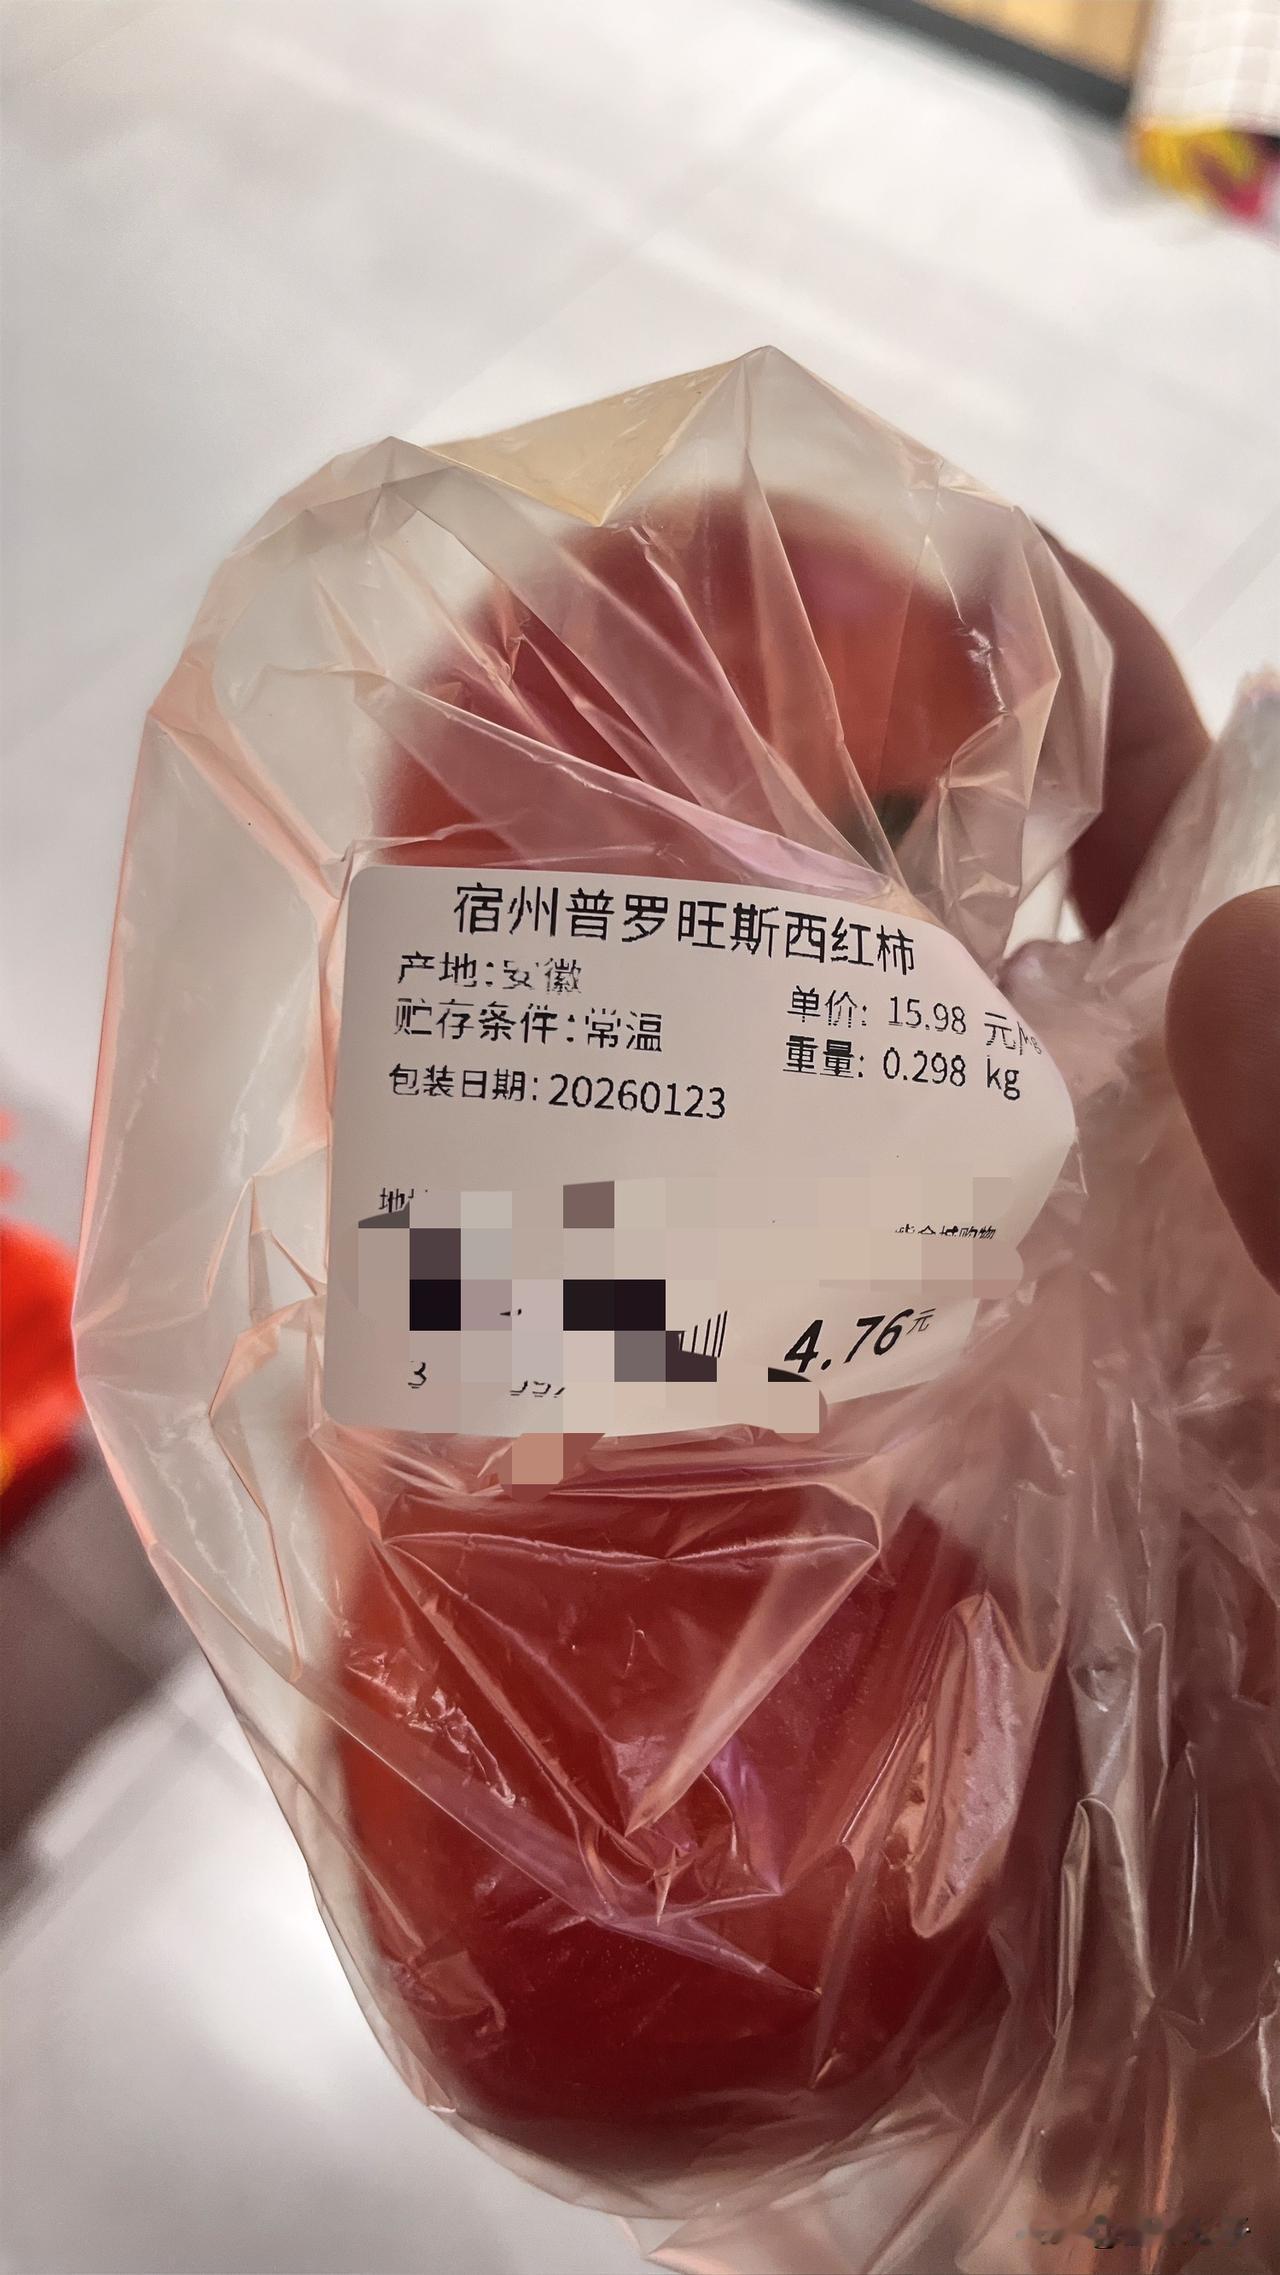 宿州普罗旺斯西红柿
产地:安徽
贮存条件:常温
包装日期:20260123
单价: 15.98 元/kg
重量: 0.298 kg
4.76元